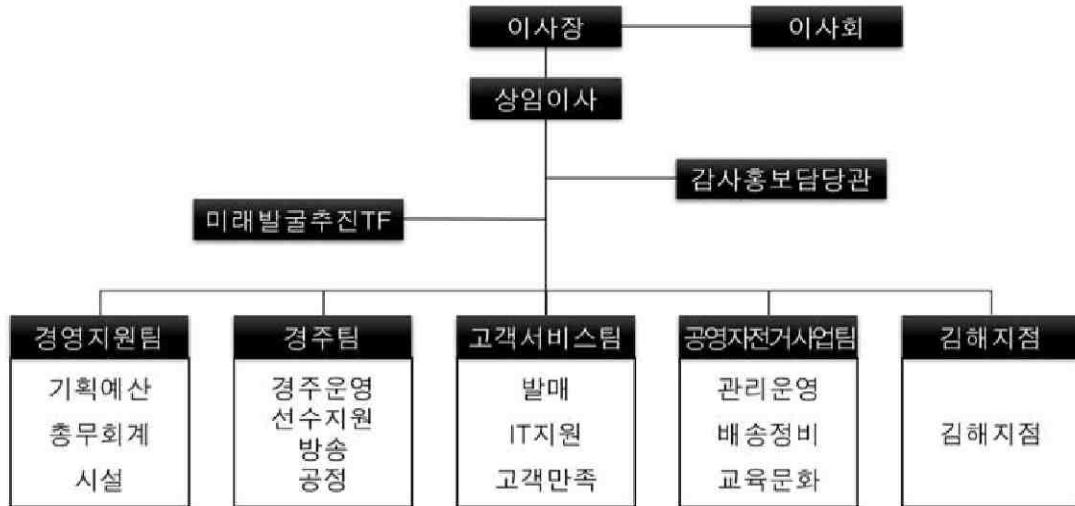 이사장
이사회
상임이사
감사홍보담당관
미래발굴추진TF
경영지원팀
기획예산
총무회계
시설
경주팀
경주운영
선수지원
방송
공정
고객서비스팀
발매
IT지원
고객만족
공영자전거사업팀
관리운영
배송정비
교육문화
김해지점
김해지점